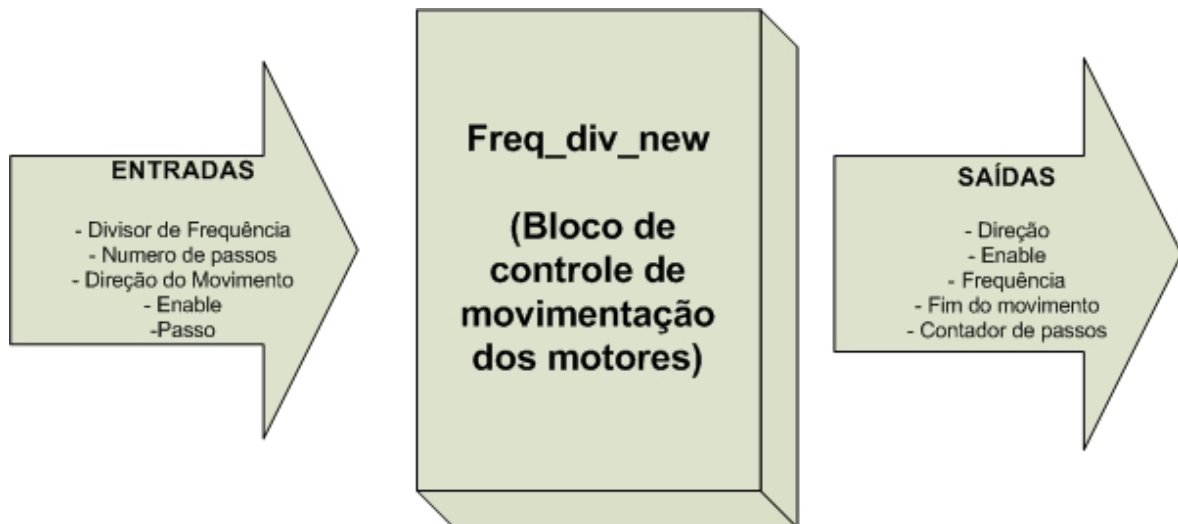 ENTRADAS
- Divisor de Frequência
- Numero de passos
- Direção do Movimento
- Enable
-Passo
Freq_div_new
(Bloco de
controle de
movimentação
dos motores)
SAÍDAS
- Direção
- Enable
- Frequência
- Fim do movimento
- Contador de passos